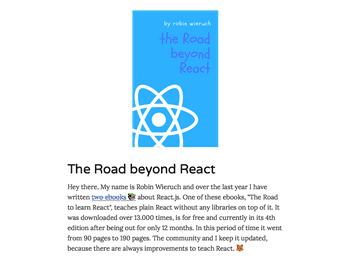 by robin wieruch
the Road
beyond
React
The Road beyond React
Hey there. My name is Robin Wieruch and over the last year I have
written two ebooks about React.js. One of these ebooks, "The Road
to learn React", teaches plain React without any libraries on top of it. It
was downloaded over 13.000 times, is for free and currently in its 4th
edition after being out for only 12 months. In this period of time it went
from 90 pages to 190 pages. The community and I keep it updated,
because there are always improvements to teach React.